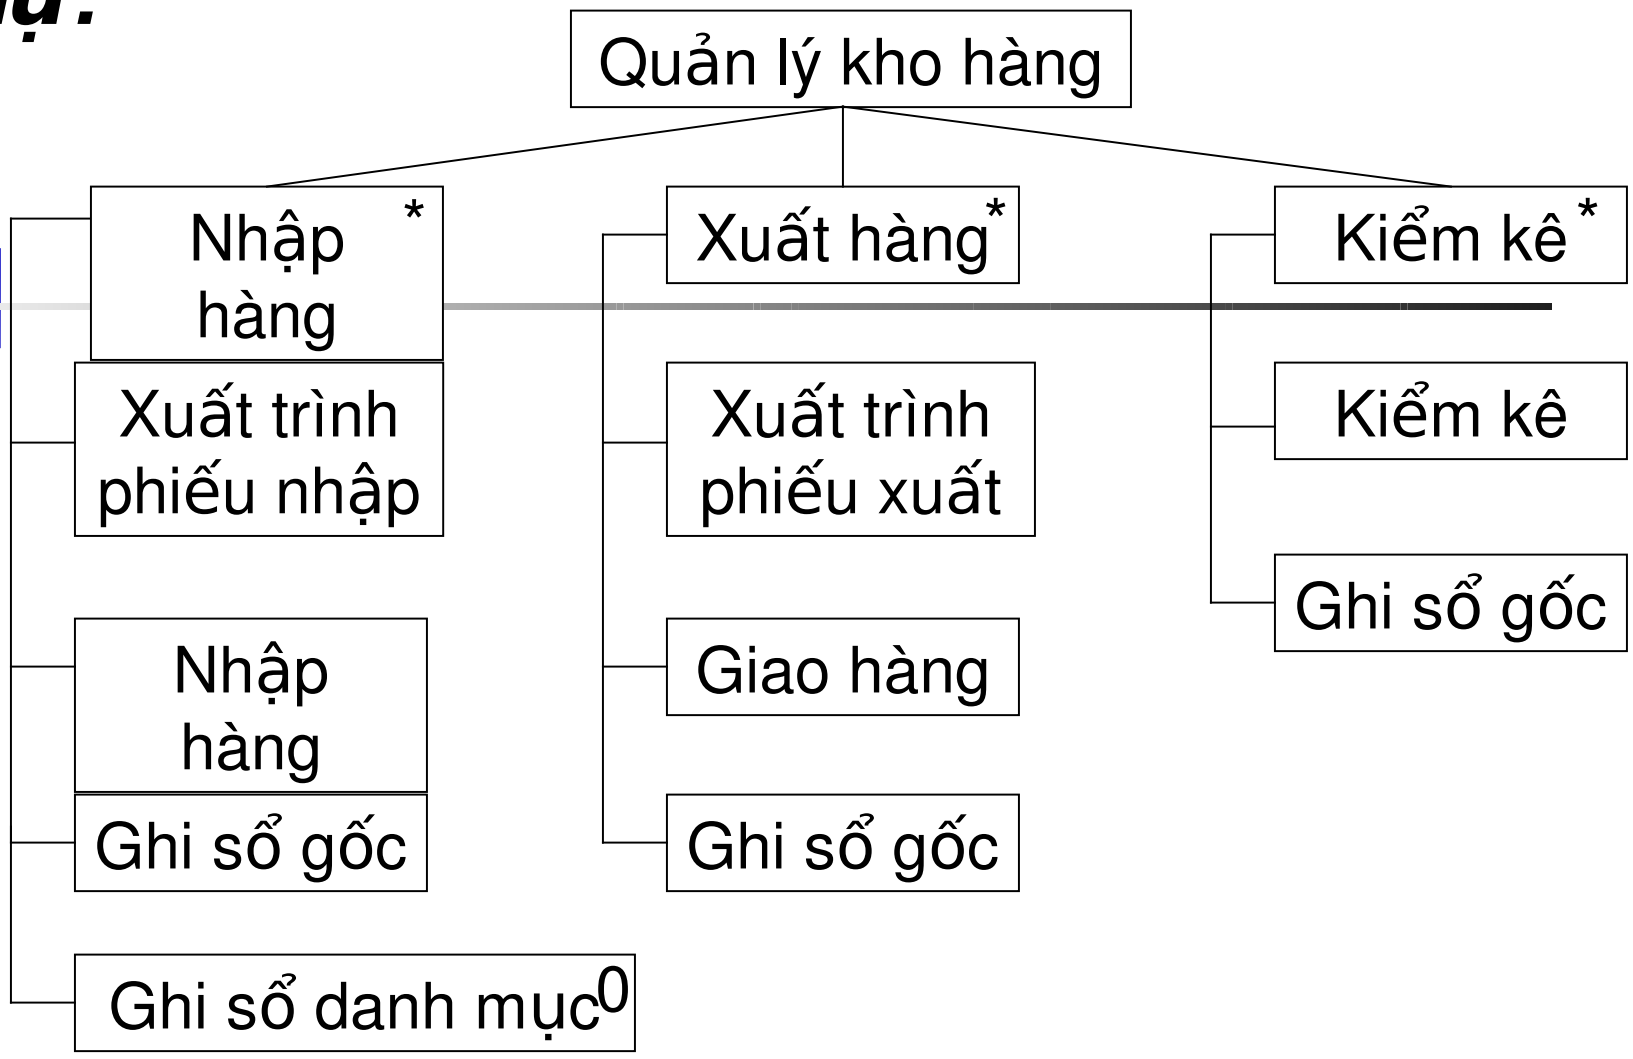 Quản lý kho hàng
Nhập *
hàng
Xuất trình
phiếu nhập
Nhập
hàng
Ghi sổ gốc
Ghi sổ danh mục0
Xuất hàng*
Xuất trình
phiếu xuất
Giao hàng
Ghi sổ gốc
Kiểm kê *
Kiểm kê
Ghi sổ gốc